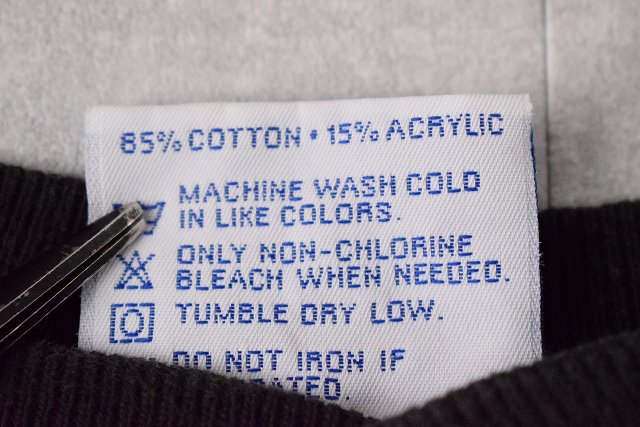 85% COTTON • 15% ACRYLIC
MACHINE WASH COLD
IN LIKE COLORS.
ONLY NON-CHLORINE
BLEACH WHEN NEEDED.
TUMBLE DRY LOW.
DO NOT IRON IF